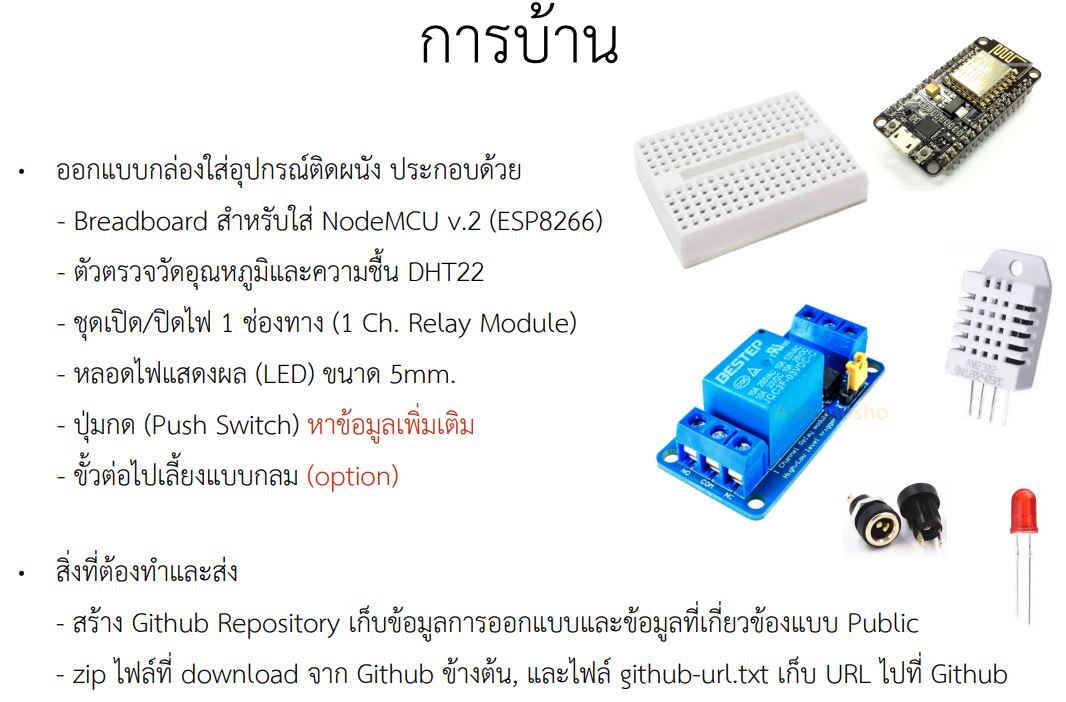 การบ้าน
• ออกแบบกล่องใส่อุปกรณ์ติดผนัง ประกอบด้วย
- Breadboard สำหรับใส่ NodeMCU v.2 (ESP8266)
- ตัวตรวจวัดอุณหภูมิและความชื้น DHT22
- ชุดเปิด/ปิดไฟ 1 ช่องทาง (1 Ch. Relay Module)
- หลอดไฟแสดงผล (LED) ขนาด 5mm.
- ปุ่มกด (Push Switch) หาข้อมูลเพิ่มเติม
- ขั้วต่อไปเลี้ยงแบบกลม (option)
• สิ่งที่ต้องทำและส่ง
- สร้าง Github Repository เก็บข้อมูลการออกแบบและข้อมูลที่เกี่ยวข้องแบบ Public
- zip ไฟล์ที่ download จาก Github ข้างต้น, และไฟล์ github-url.txt เก็บ URL ไปที่ Github
BESTEP
NO COM NC
1 Channel Relay module
High/Low level trigger